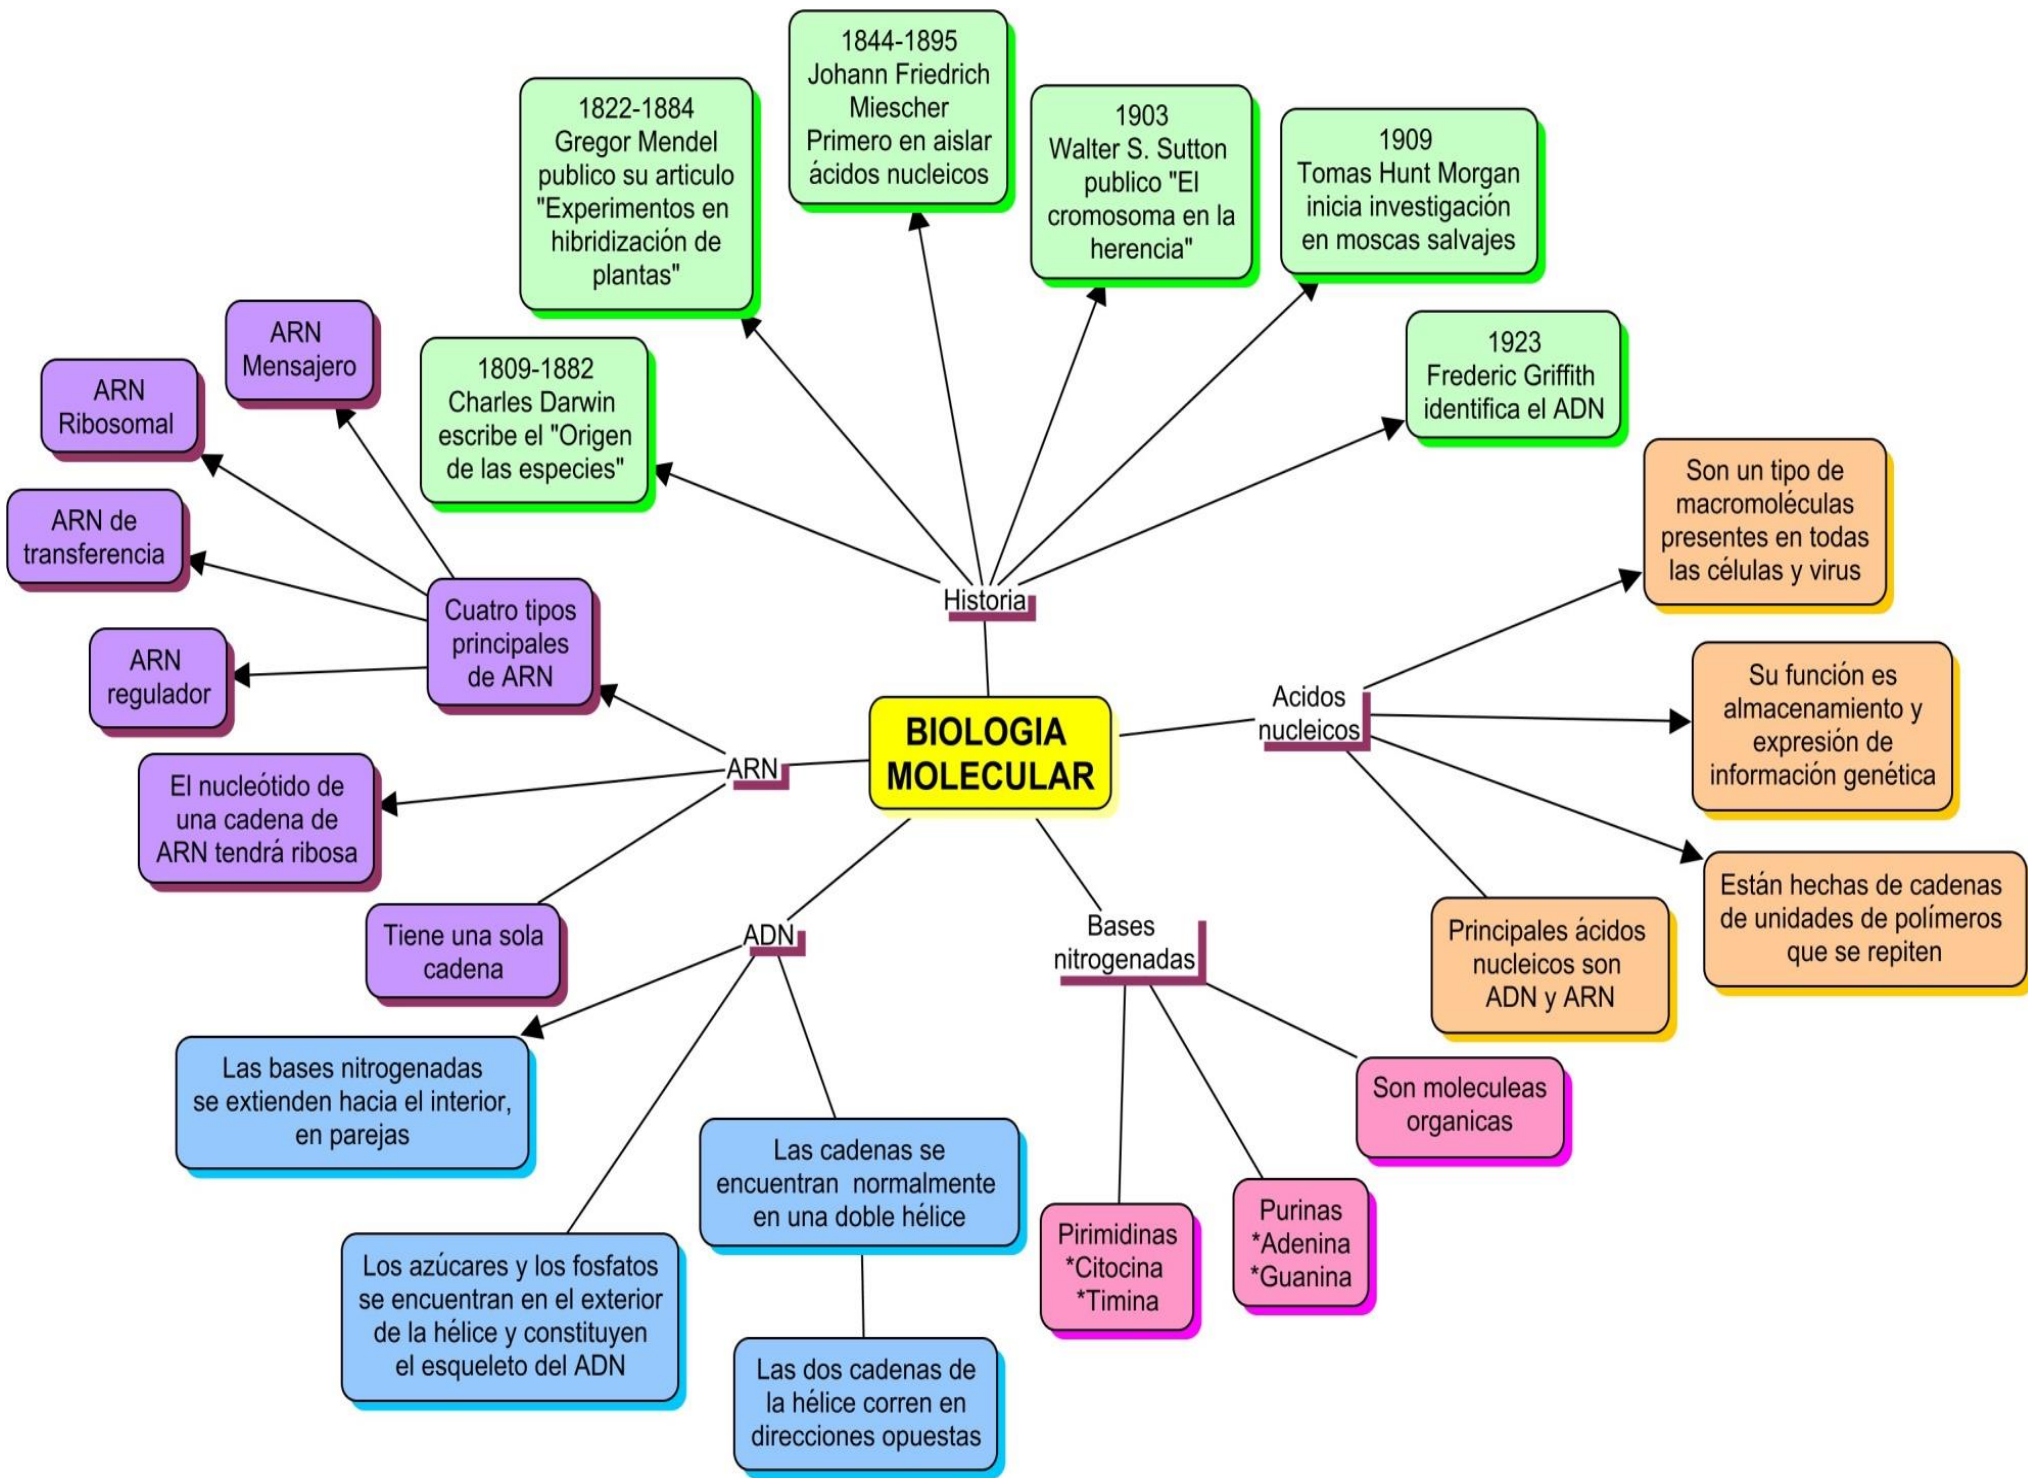 1844-1895
Johann Friedrich
Miescher
Primero en aislar
ácidos nucleicos
1822-1884
Gregor Mendel
publico su articulo
"Experimentos en
hibridización de
plantas"
1903
Walter S. Sutton
publico "El
cromosoma en la
herencia"
1909
Tomas Hunt Morgan
inicia investigación
en moscas salvajes
1809-1882
Charles Darwin
escribe el "Origen
de las especies"
1923
Frederic Griffith
identifica el ADN
Historia
ARN
Mensajero
ARN
Ribosomal
ARN de
transferencia
ARN
regulador
Cuatro tipos
principales
de ARN
ARN
El nucleótido de
una cadena de
ARN tendrá ribosa
Tiene una sola
cadena
BIOLOGIA
MOLECULAR
Acidos
nucleicos
Son un tipo de
macromoléculas
presentes en todas
las células y virus
Su función es
almacenamiento y
expresión de
información genética
Están hechas de cadenas
de unidades de polímeros
que se repiten
Principales ácidos
nucleicos son
ADN y ARN
ADN
Las bases nitrogenadas
se extienden hacia el interior,
en parejas
Los azúcares y los fosfatos
se encuentran en el exterior
de la hélice y constituyen
el esqueleto del ADN
Las cadenas se
encuentran normalmente
en una doble hélice
Las dos cadenas de
la hélice corren en
direcciones opuestas
Bases
nitrogenadas
Son moleculeas
organicas
Pirimidinas
*Citocina
*Timina
Purinas
*Adenina
*Guanina